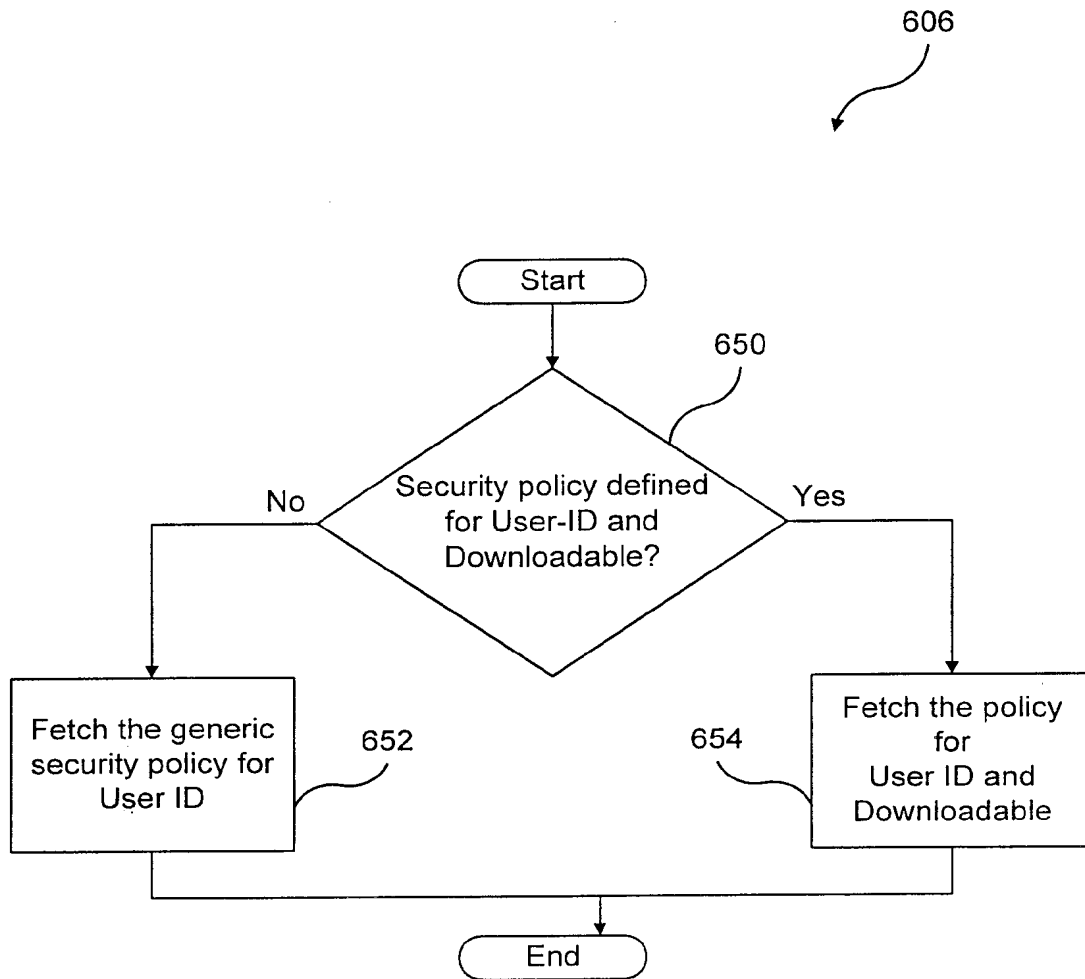 606
Start
650
No
Security policy defined
for User-ID and
Downloadable?
Yes
Fetch the generic
security policy for
User ID
652
654
Fetch the policy
for
User ID and
Downloadable
End